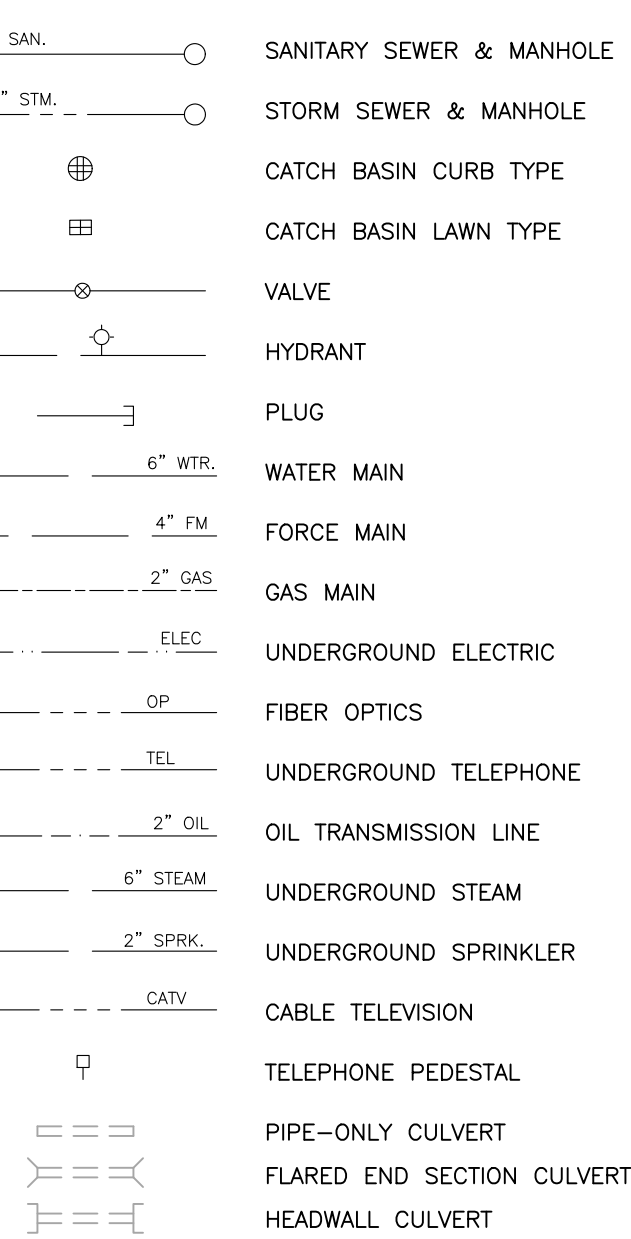 SAN. SANITARY SEWER & MANHOLE
” STM. STORM SEWER & MANHOLE
CATCH BASIN CURB TYPE
CATCH BASIN LAWN TYPE
VALVE
HYDRANT
PLUG
6” WTR. WATER MAIN
4” FM FORCE MAIN
2” GAS GAS MAIN
ELEC UNDERGROUND ELECTRIC
OP FIBER OPTICS
TEL UNDERGROUND TELEPHONE
2” OIL OIL TRANSMISSION LINE
6” STEAM UNDERGROUND STEAM
2” SPRK. UNDERGROUND SPRINKLER
CATV CABLE TELEVISION
TELEPHONE PEDESTAL
PIPE–ONLY CULVERT
FLARED END SECTION CULVERT
HEADWALL CULVERT